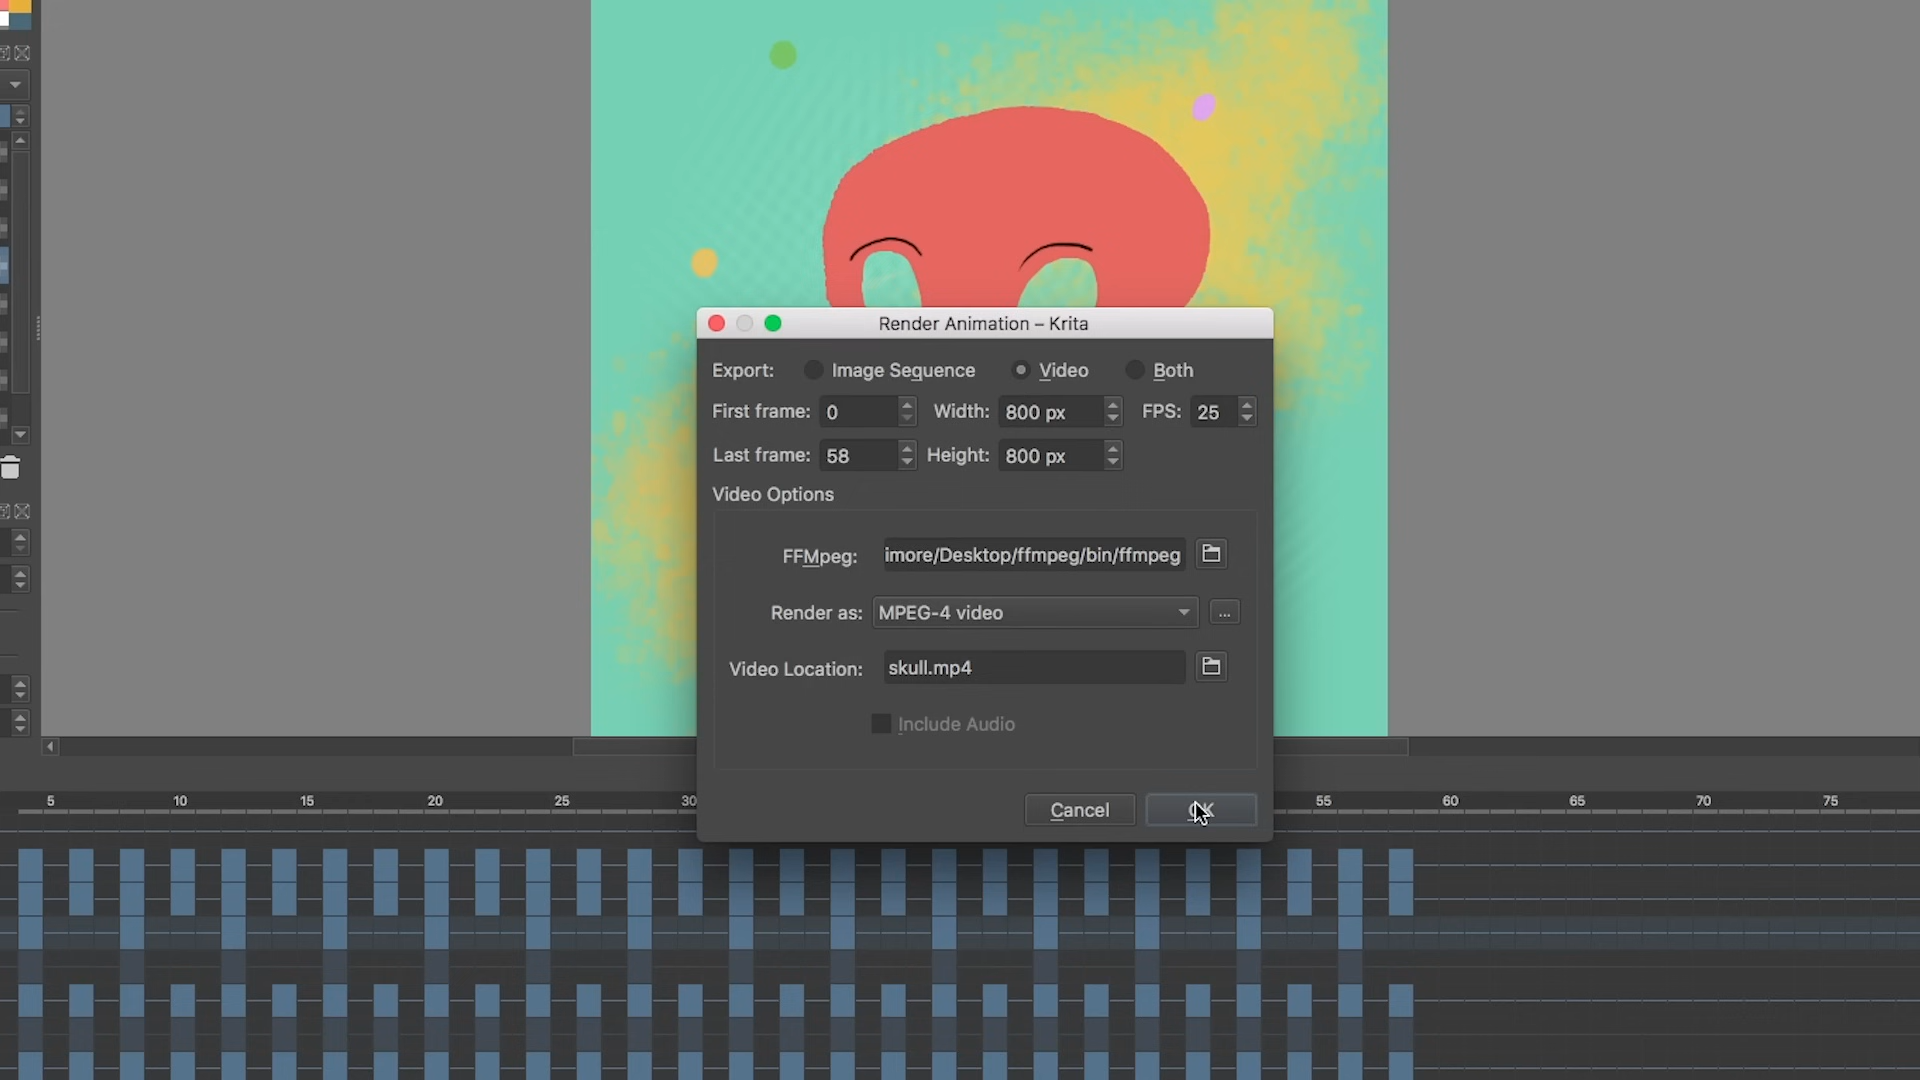 Render Animation – Krita
Export: Image Sequence Video Both
First frame: 0 Width: 800 px FPS: 25
Last frame: 58 Height: 800 px
Video Options
FFMpeg: imore/Desktop/ffmpeg/bin/ffmpeg
Render as: MPEG-4 video ...
Video Location: skull.mp4
Include Audio
Cancel OK
5 10 15 20 25 30 55 60 65 70 75